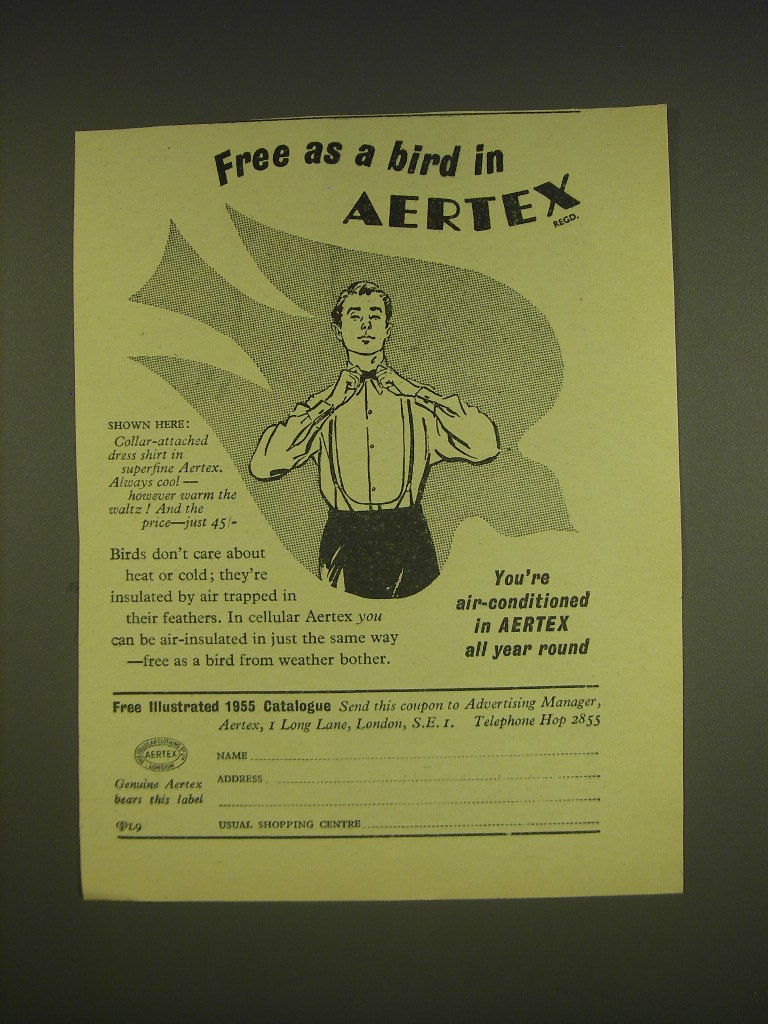 Free as a bird in
AERTEX
REGD.
SHOWN HERE:
Collar-attached
dress shirt in
superfine Aertex.
Always cool —
however warm the
waltz! And the
price—just 45/-
Birds don't care about
heat or cold; they're
insulated by air trapped in
their feathers. In cellular Aertex you
can be air-insulated in just the same way
—free as a bird from weather bother.
You're
air-conditioned
in AERTEX
all year round
Free Illustrated 1955 Catalogue Send this coupon to Advertising Manager,
Aertex, 1 Long Lane, London, S.E.1. Telephone Hop 2855
AERTEX
LONDON
Genuine Aertex
bears this label
L9
NAME
ADDRESS
USUAL SHOPPING CENTRE